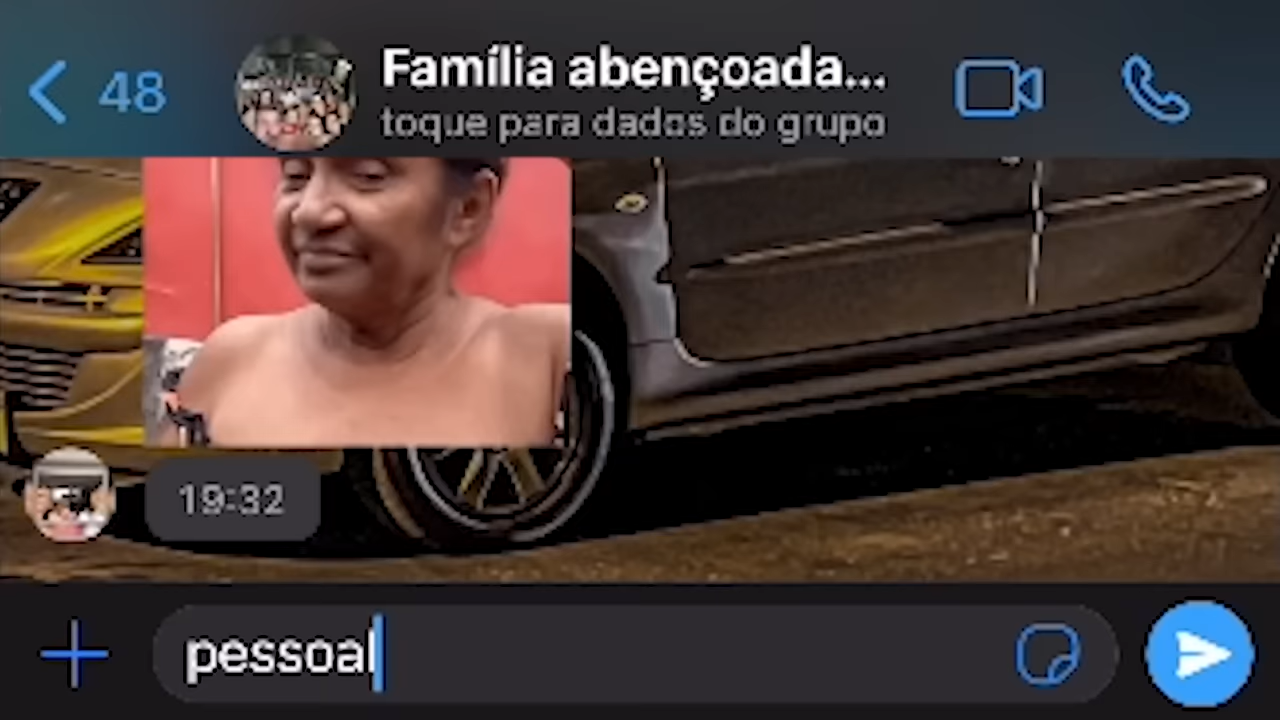 48
Família abençoada...
toque para dados do grupo
19:32
pessoal